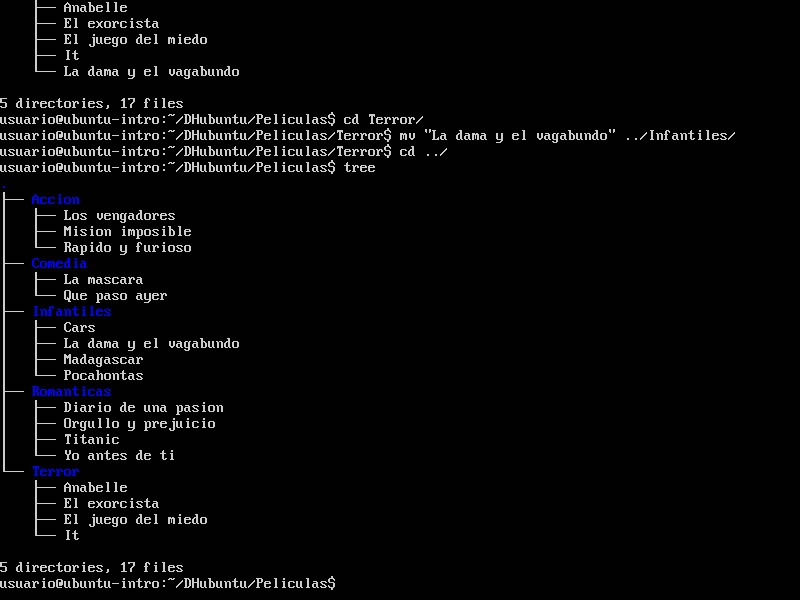 ├── Anabelle
├── El exorcista
├── El juego del miedo
├── It
└── La dama y el vagabundo
5 directories, 17 files
usuario@ubuntu-intro:~/DHubuntu/Peliculas$ cd Terror/
usuario@ubuntu-intro:~/DHubuntu/Peliculas/Terror$ mv "La dama y el vagabundo" ../Infantiles/
usuario@ubuntu-intro:~/DHubuntu/Peliculas/Terror$ cd ../
usuario@ubuntu-intro:~/DHubuntu/Peliculas$ tree
.
├── Accion
│   ├── Los vengadores
│   ├── Mision imposible
│   └── Rapido y furioso
├── Comedia
│   ├── La mascara
│   └── Que paso ayer
├── Infantiles
│   ├── Cars
│   ├── La dama y el vagabundo
│   ├── Madagascar
│   └── Pocahontas
├── Romanticas
│   ├── Diario de una pasion
│   ├── Orgullo y prejuicio
│   ├── Titanic
│   └── Yo antes de ti
└── Terror
    ├── Anabelle
    ├── El exorcista
    ├── El juego del miedo
    └── It
5 directories, 17 files
usuario@ubuntu-intro:~/DHubuntu/Peliculas$